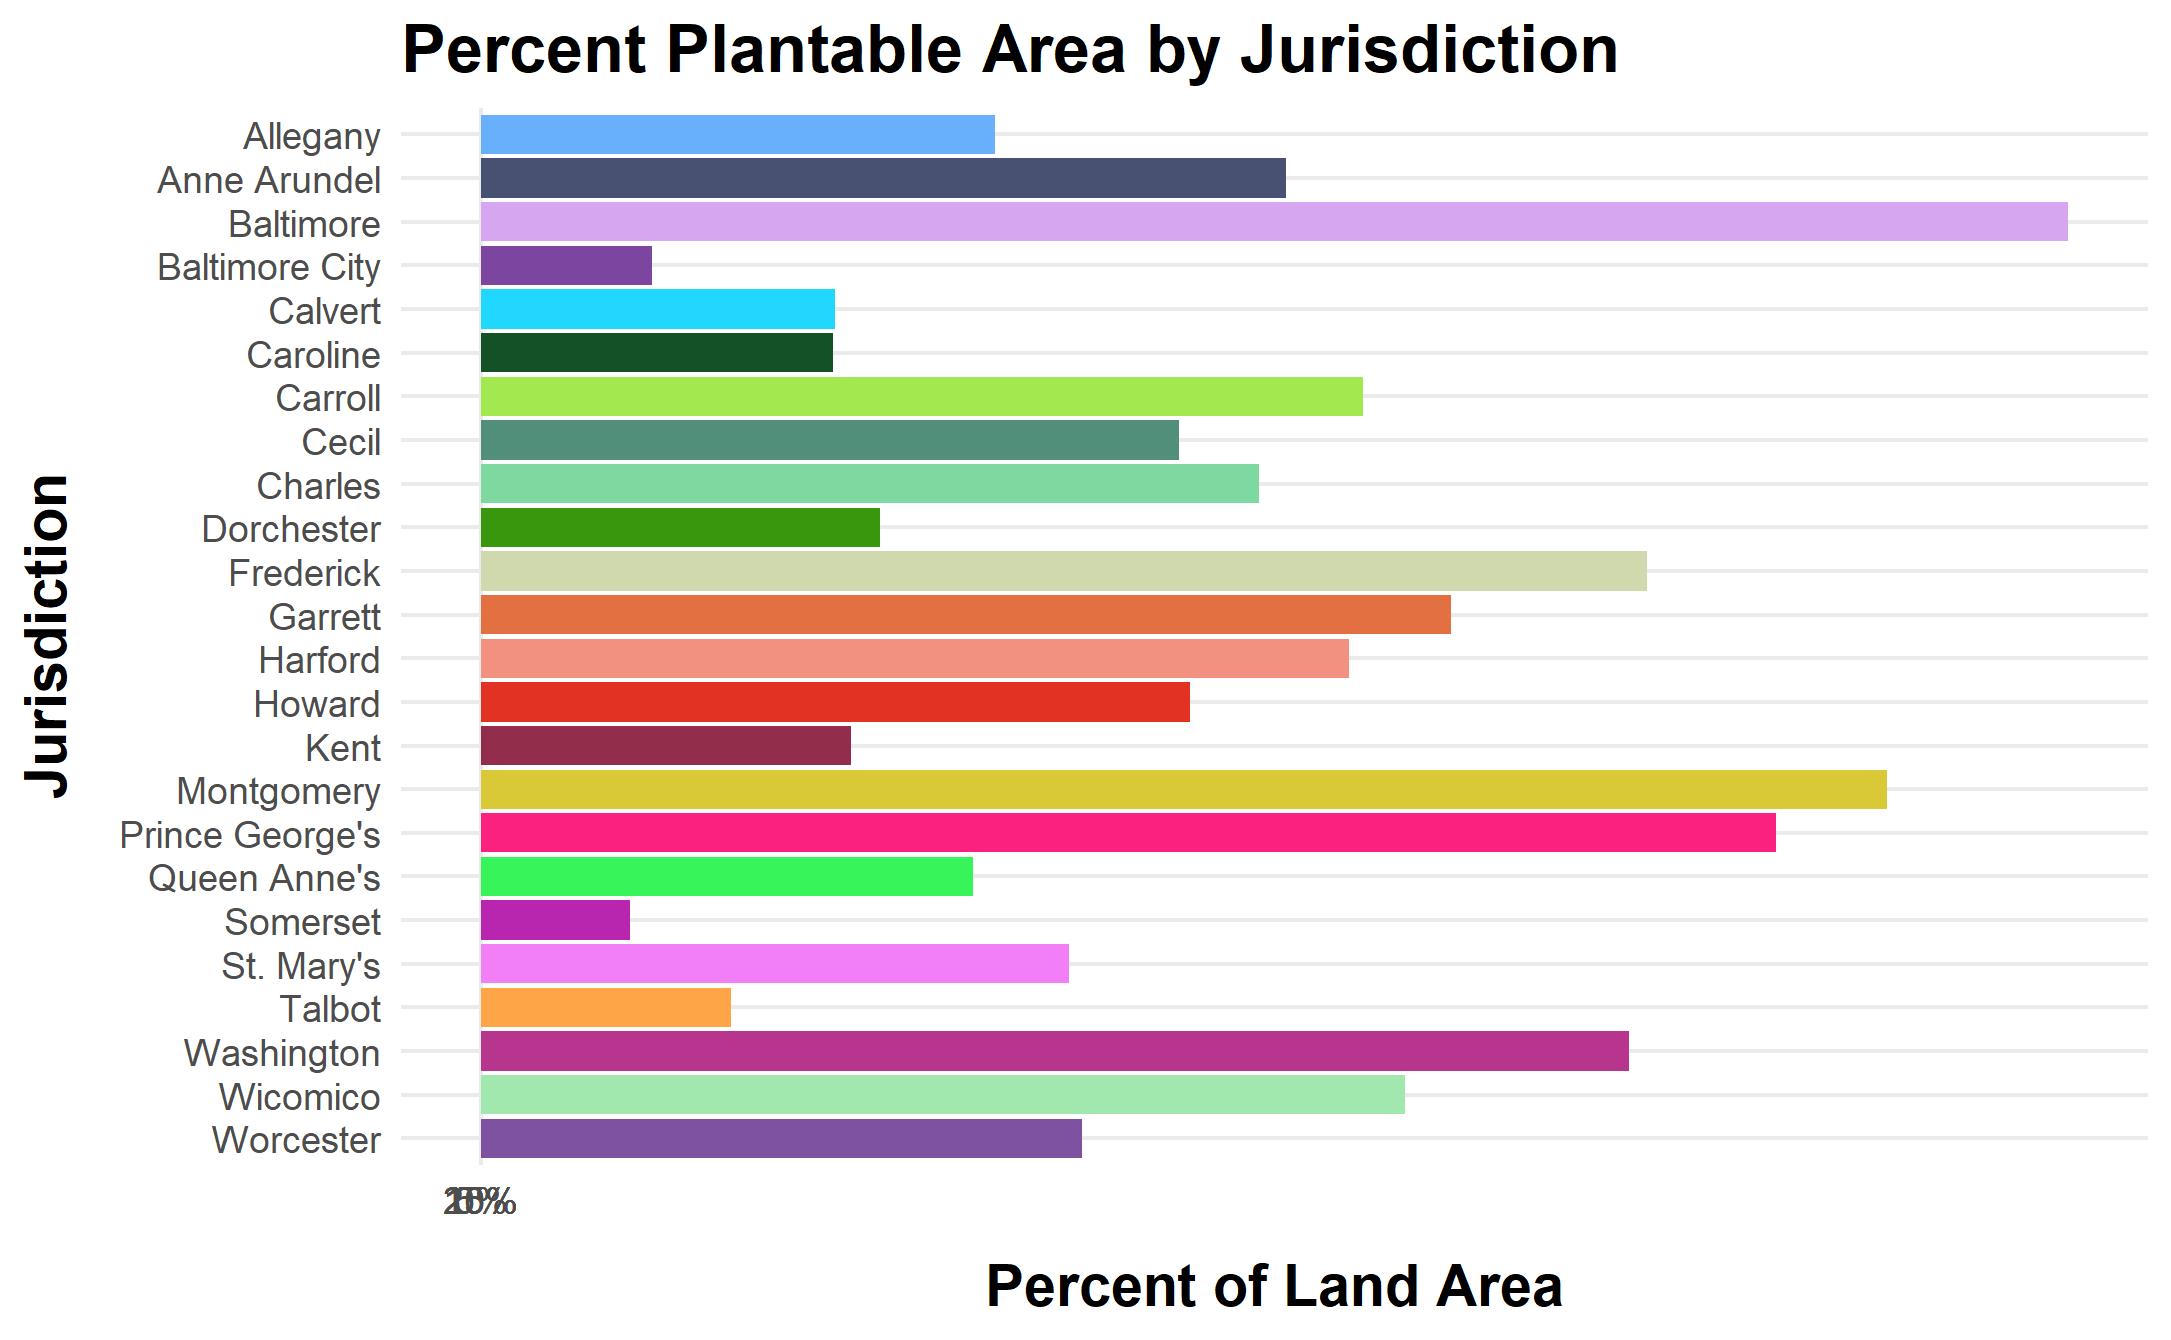 Percent Plantable Area by Jurisdiction
Jurisdiction
Allegany
Anne Arundel
Baltimore
Baltimore City
Calvert
Caroline
Carroll
Cecil
Charles
Dorchester
Frederick
Garrett
Harford
Howard
Kent
Montgomery
Prince George's
Queen Anne's
Somerset
St. Mary's
Talbot
Washington
Wicomico
Worcester
Percent of Land Area